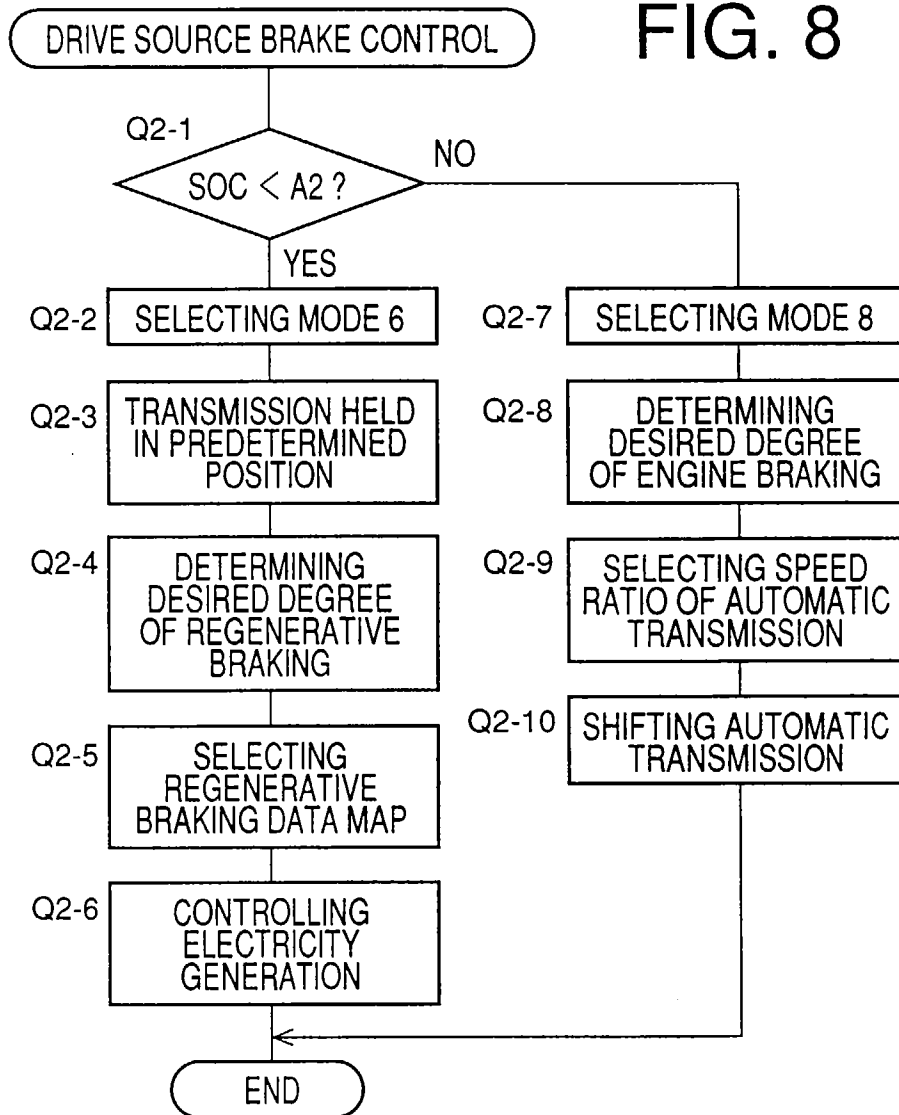 FIG. 8
DRIVE SOURCE BRAKE CONTROL
Q2-1
SOC < A2 ?
NO
YES
Q2-2
SELECTING MODE 6
Q2-3
TRANSMISSION HELD
IN PREDETERMINED
POSITION
Q2-4
DETERMINING
DESIRED DEGREE
OF REGENERATIVE
BRAKING
Q2-5
SELECTING
REGENERATIVE
BRAKING DATA MAP
Q2-6
CONTROLLING
ELECTRICITY
GENERATION
Q2-7
SELECTING MODE 8
Q2-8
DETERMINING
DESIRED DEGREE
OF ENGINE BRAKING
Q2-9
SELECTING SPEED
RATIO OF AUTOMATIC
TRANSMISSION
Q2-10
SHIFTING AUTOMATIC
TRANSMISSION
END